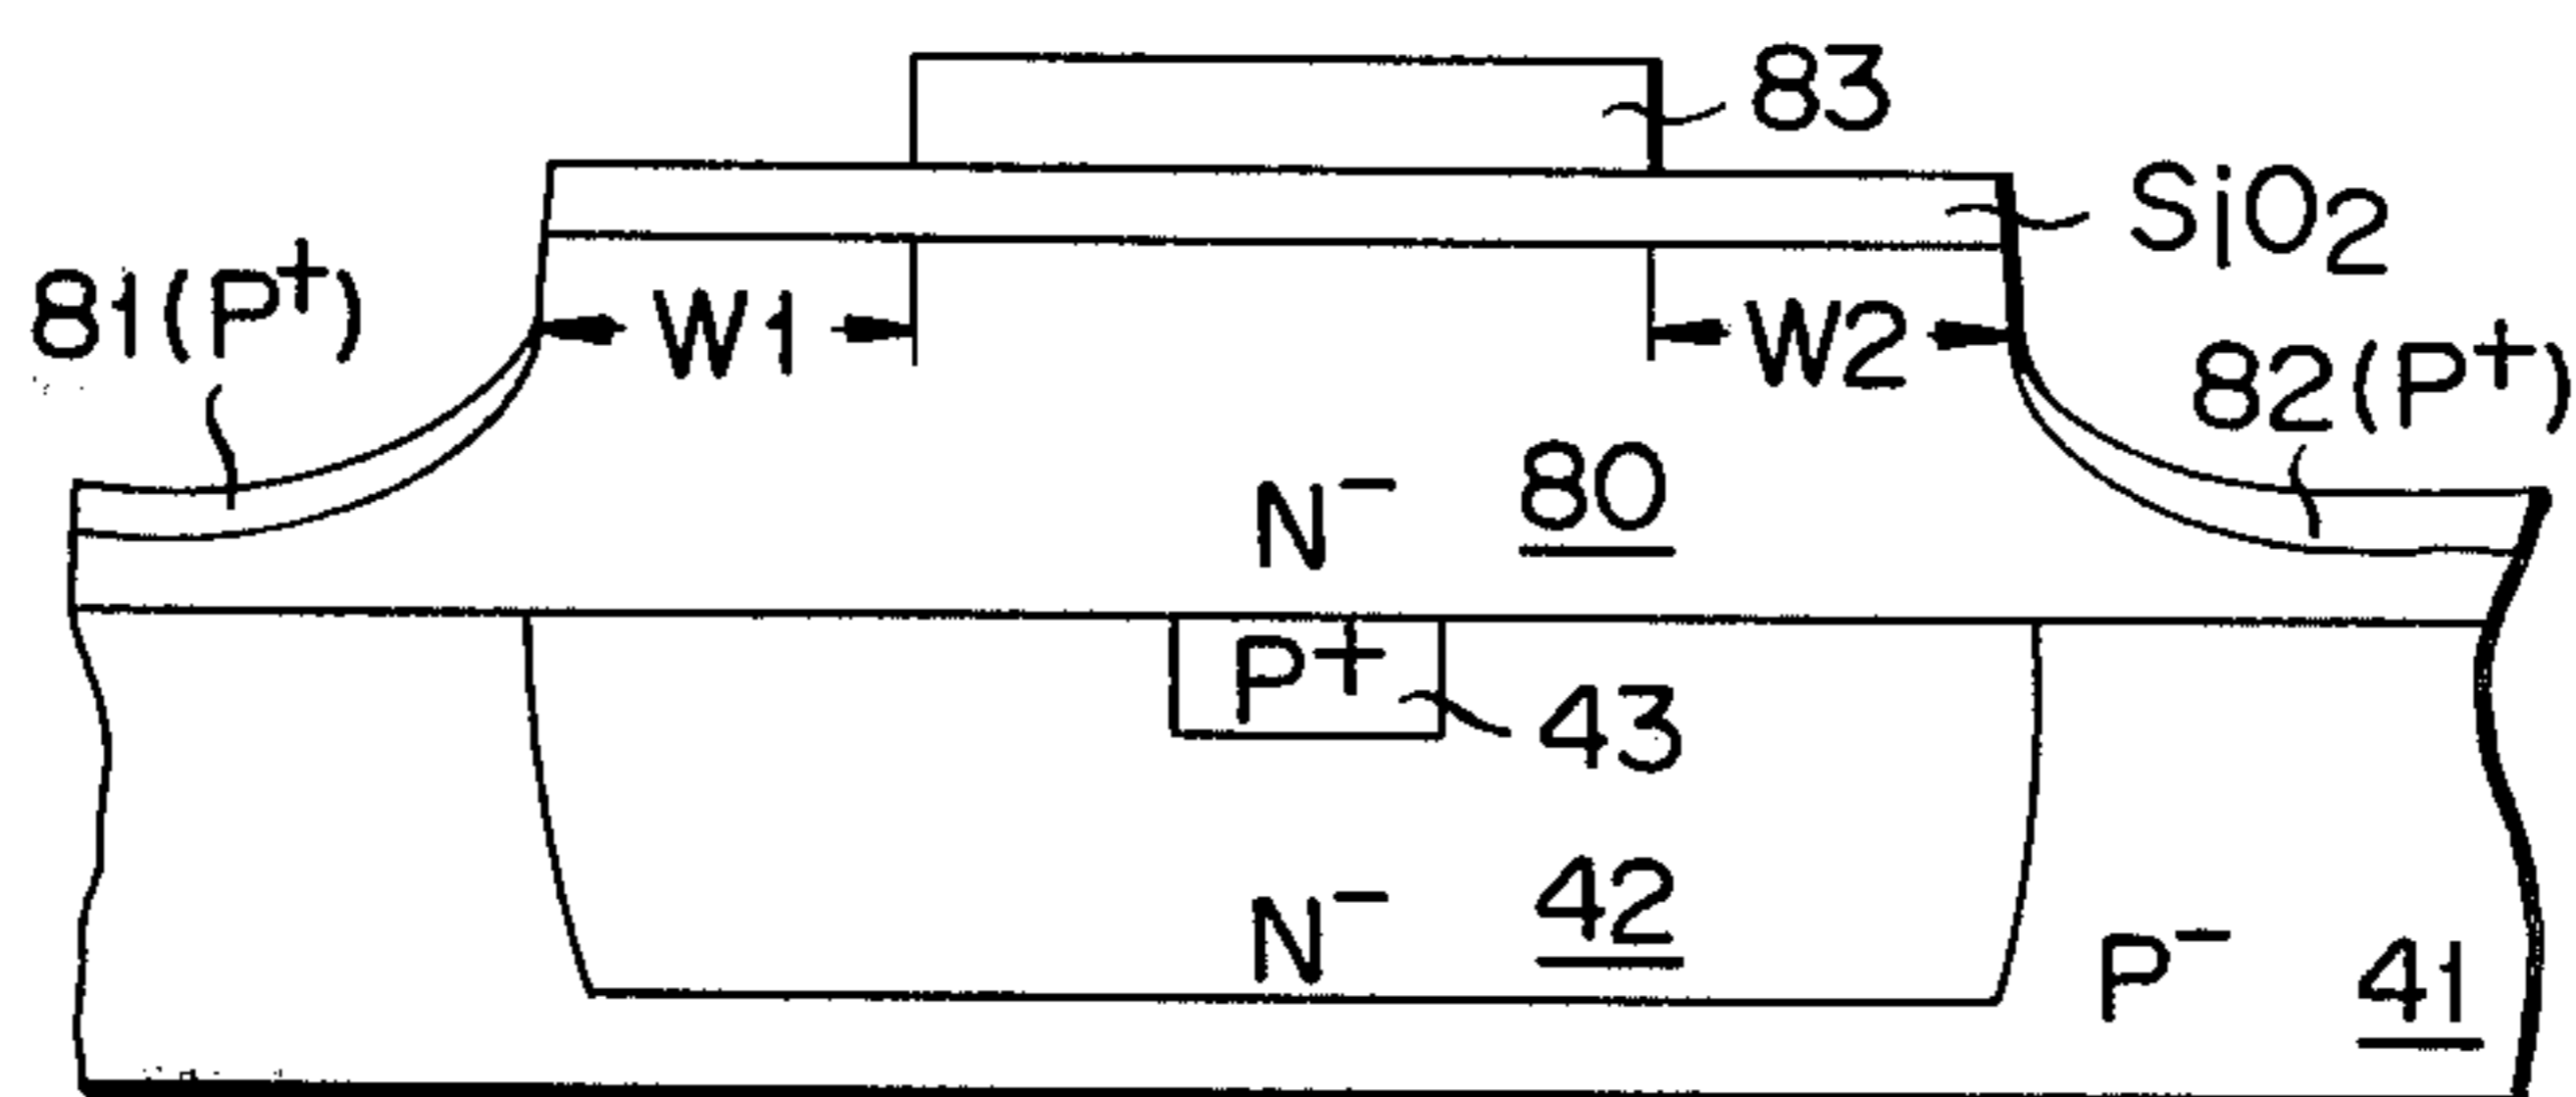 83
SiO2
81(P+)
W1
W2
82(P+)
N- 80
P+
43
N- 42
P- 41